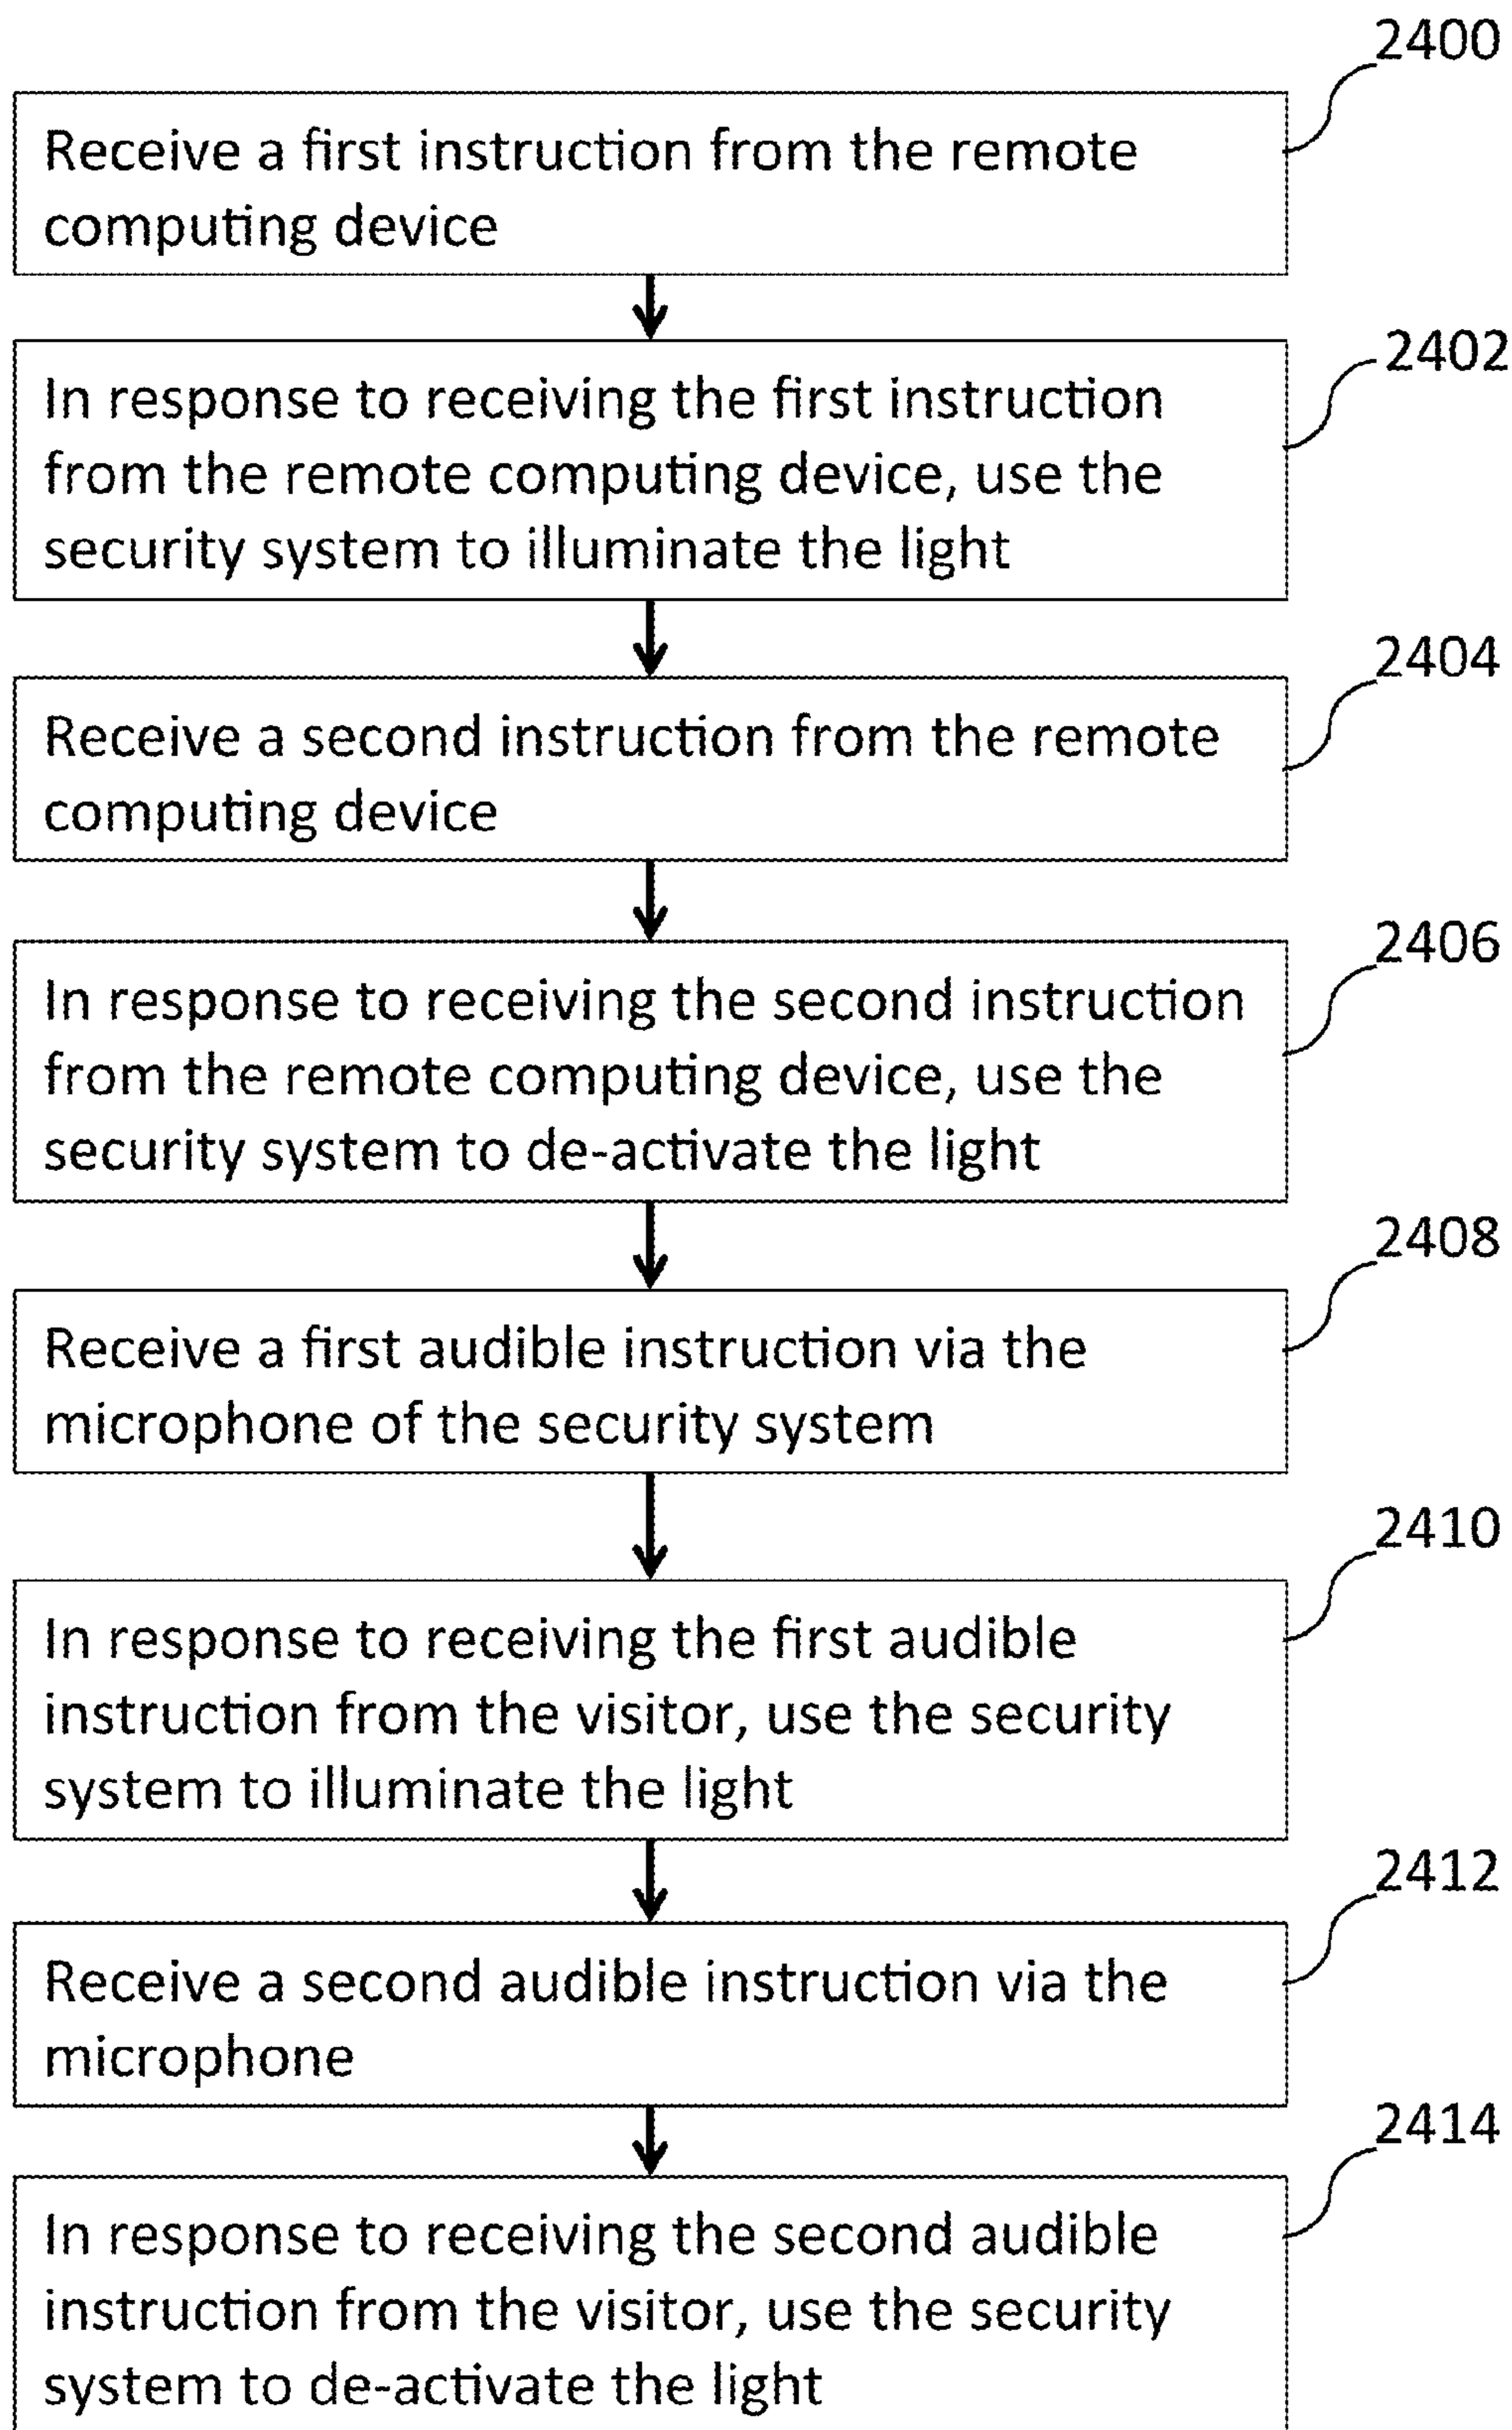 2400
Receive a first instruction from the remote
computing device
2402
In response to receiving the first instruction
from the remote computing device, use the
security system to illuminate the light
2404
Receive a second instruction from the remote
computing device
2406
In response to receiving the second instruction
from the remote computing device, use the
security system to de-activate the light
2408
Receive a first audible instruction via the
microphone of the security system
2410
In response to receiving the first audible
instruction from the visitor, use the security
system to illuminate the light
2412
Receive a second audible instruction via the
microphone
2414
In response to receiving the second audible
instruction from the visitor, use the security
system to de-activate the light